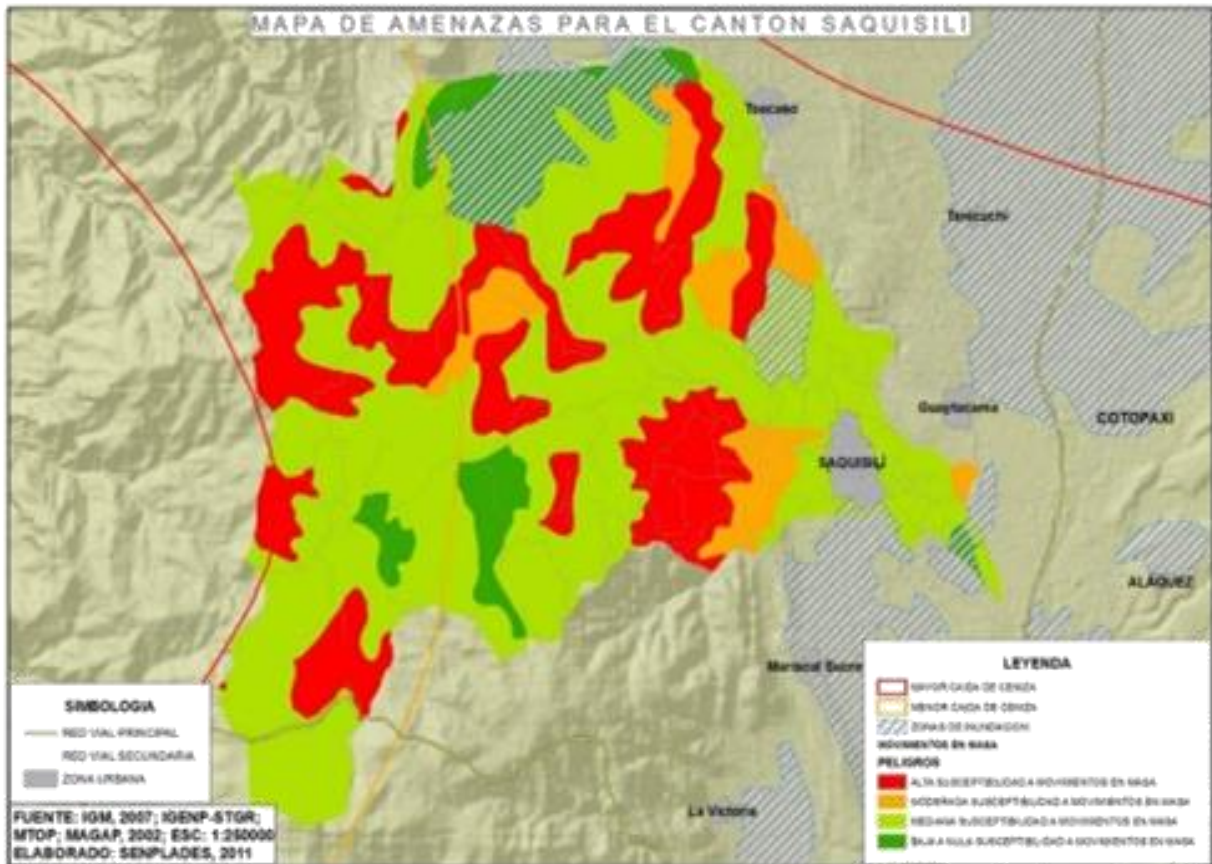 MAPA DE AMENAZAS PARA EL CANTON SAQUISILI
Toacaso
Tanicuchi
Guaytacama
COTOPAXI
SAQUISILÍ
ALAQUEZ
Mariscal Sucre
La Victoria
SIMBOLOGIA
RED VIAL PRINCIPAL
RED VIAL SECUNDARIA
ZONA URBANA
FUENTE: IGM, 2007; IGENP-STGR;
MTOP; MAGAP, 2002; ESC: 1:250000
ELABORADO: SENPLADES, 2011
LEYENDA
MAYOR CAIDA DE CENIZA
MENOR CAIDA DE CENIZA
ZONAS DE INUNDACION
MOVIMIENTOS EN MASA
PELIGROS
ALTA SUSCEPTIBILIDAD A MOVIMIENTOS EN MASA
MODERADA SUSCEPTIBILIDAD A MOVIMIENTOS EN MASA
MEDIANA SUSCEPTIBILIDAD A MOVIMIENTOS EN MASA
BAJA A NULA SUSCEPTIBILIDAD A MOVIMIENTOS EN MASA